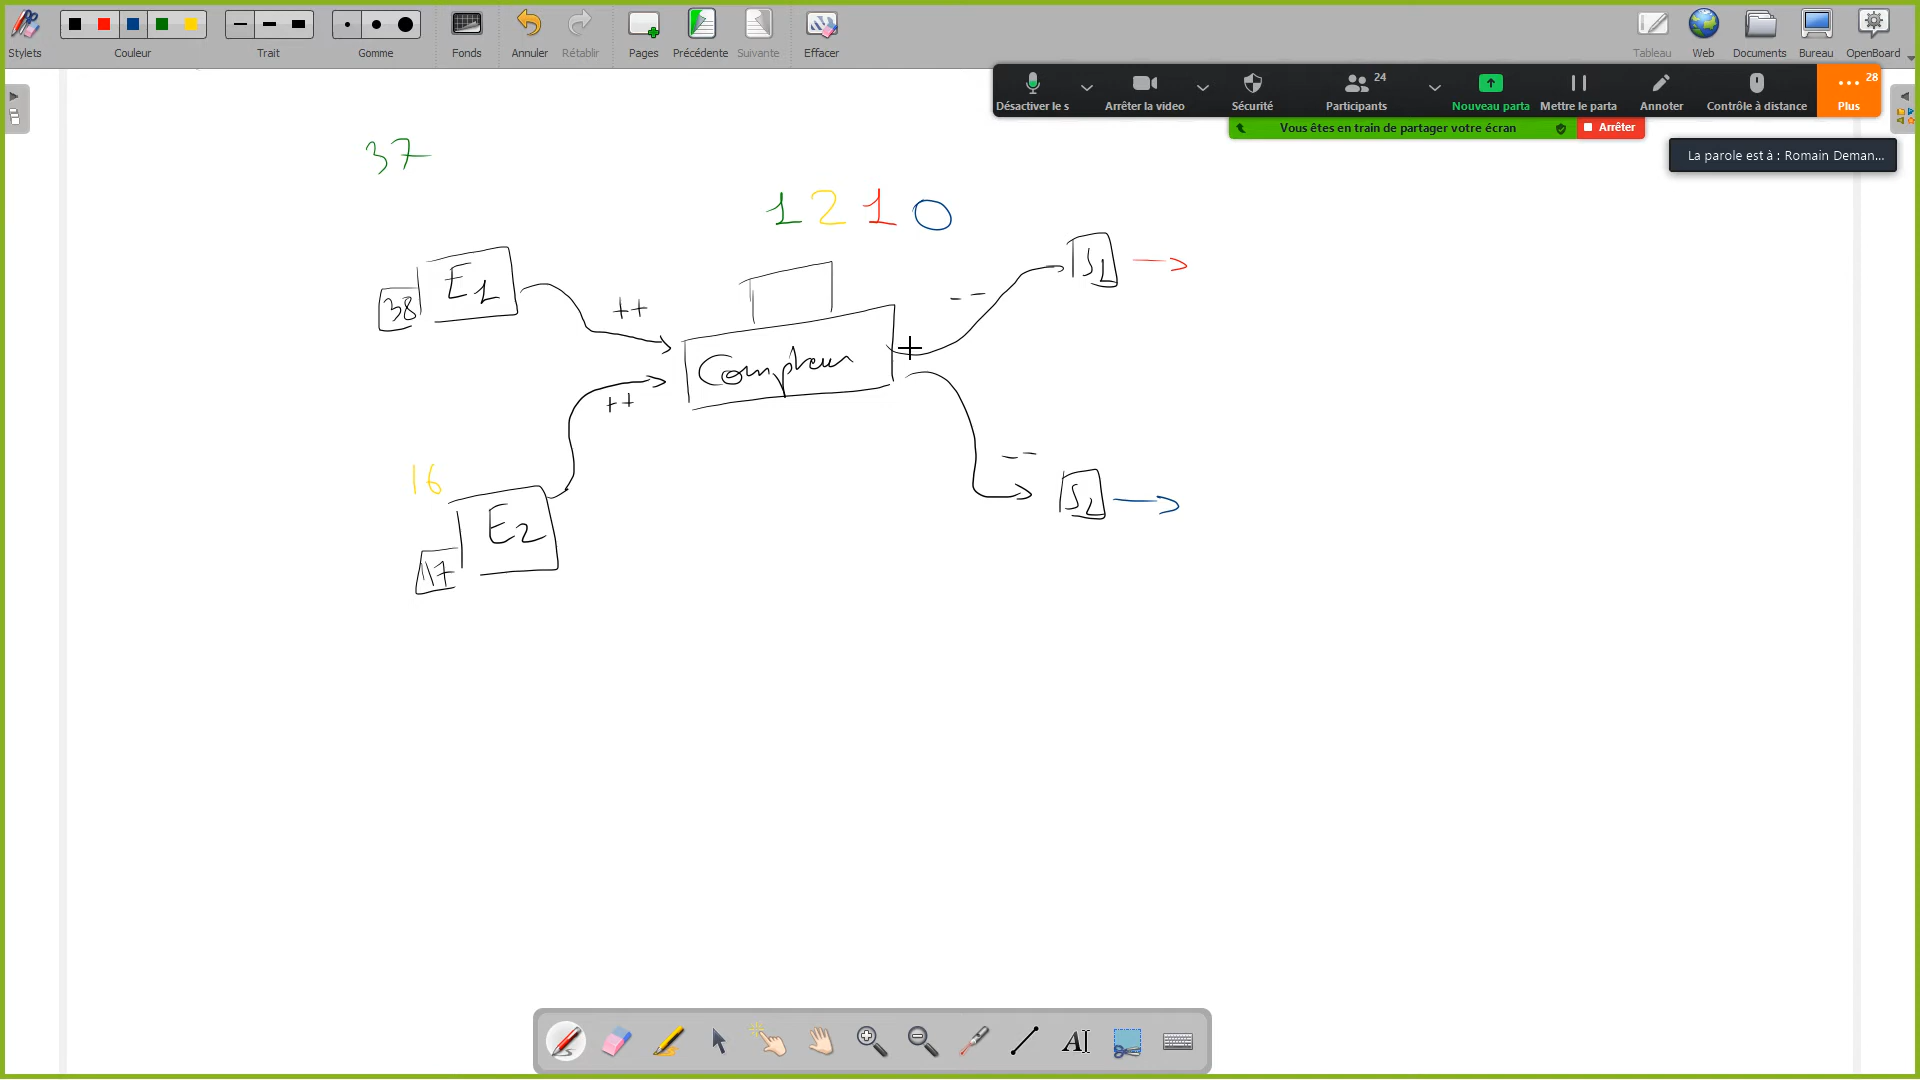 Stylets
Couleur
Trait
Gomme
Fonds
Annuler
Rétablir
Pages
Précédente
Suivante
Effacer
Tableau
Web
Documents
Bureau
OpenBoard
Désactiver le s
Arrêter la video
Sécurité
24
Participants
Nouveau parta
Mettre le parta
Annoter
Contrôle à distance
28
Plus
Vous êtes en train de partager votre écran
Arrêter
La parole est à : Romain Deman...
37
1 2 1 0
E1
38
++
Compteur
--
S1
++
--
16
E2
17
S2
AI